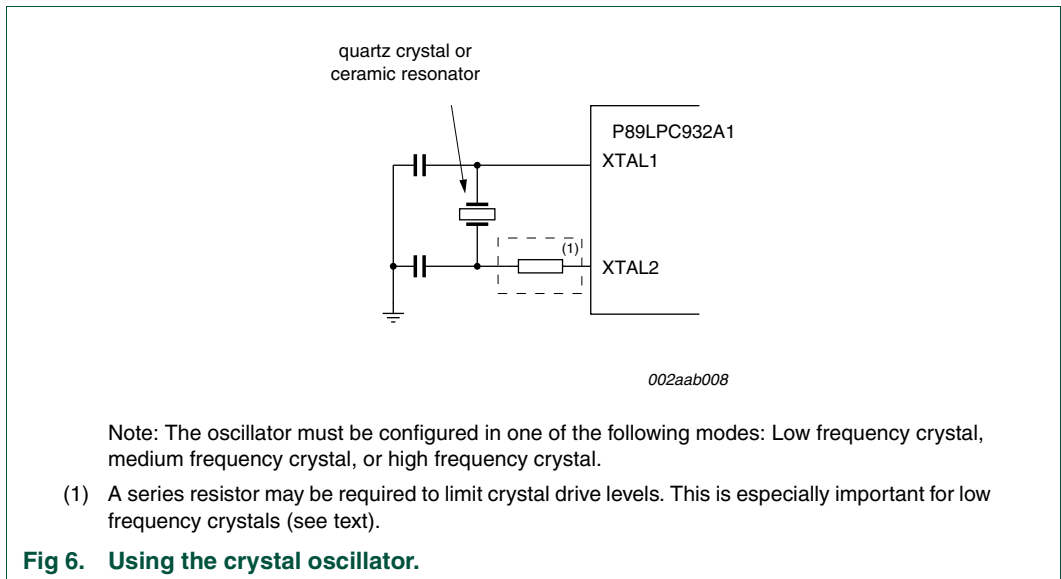 quartz crystal or
ceramic resonator
P89LPC932A1
XTAL1
(1)
XTAL2
002aab008
Note: The oscillator must be configured in one of the following modes: Low frequency crystal,
medium frequency crystal, or high frequency crystal.
(1) A series resistor may be required to limit crystal drive levels. This is especially important for low
frequency crystals (see text).
Fig 6. Using the crystal oscillator.